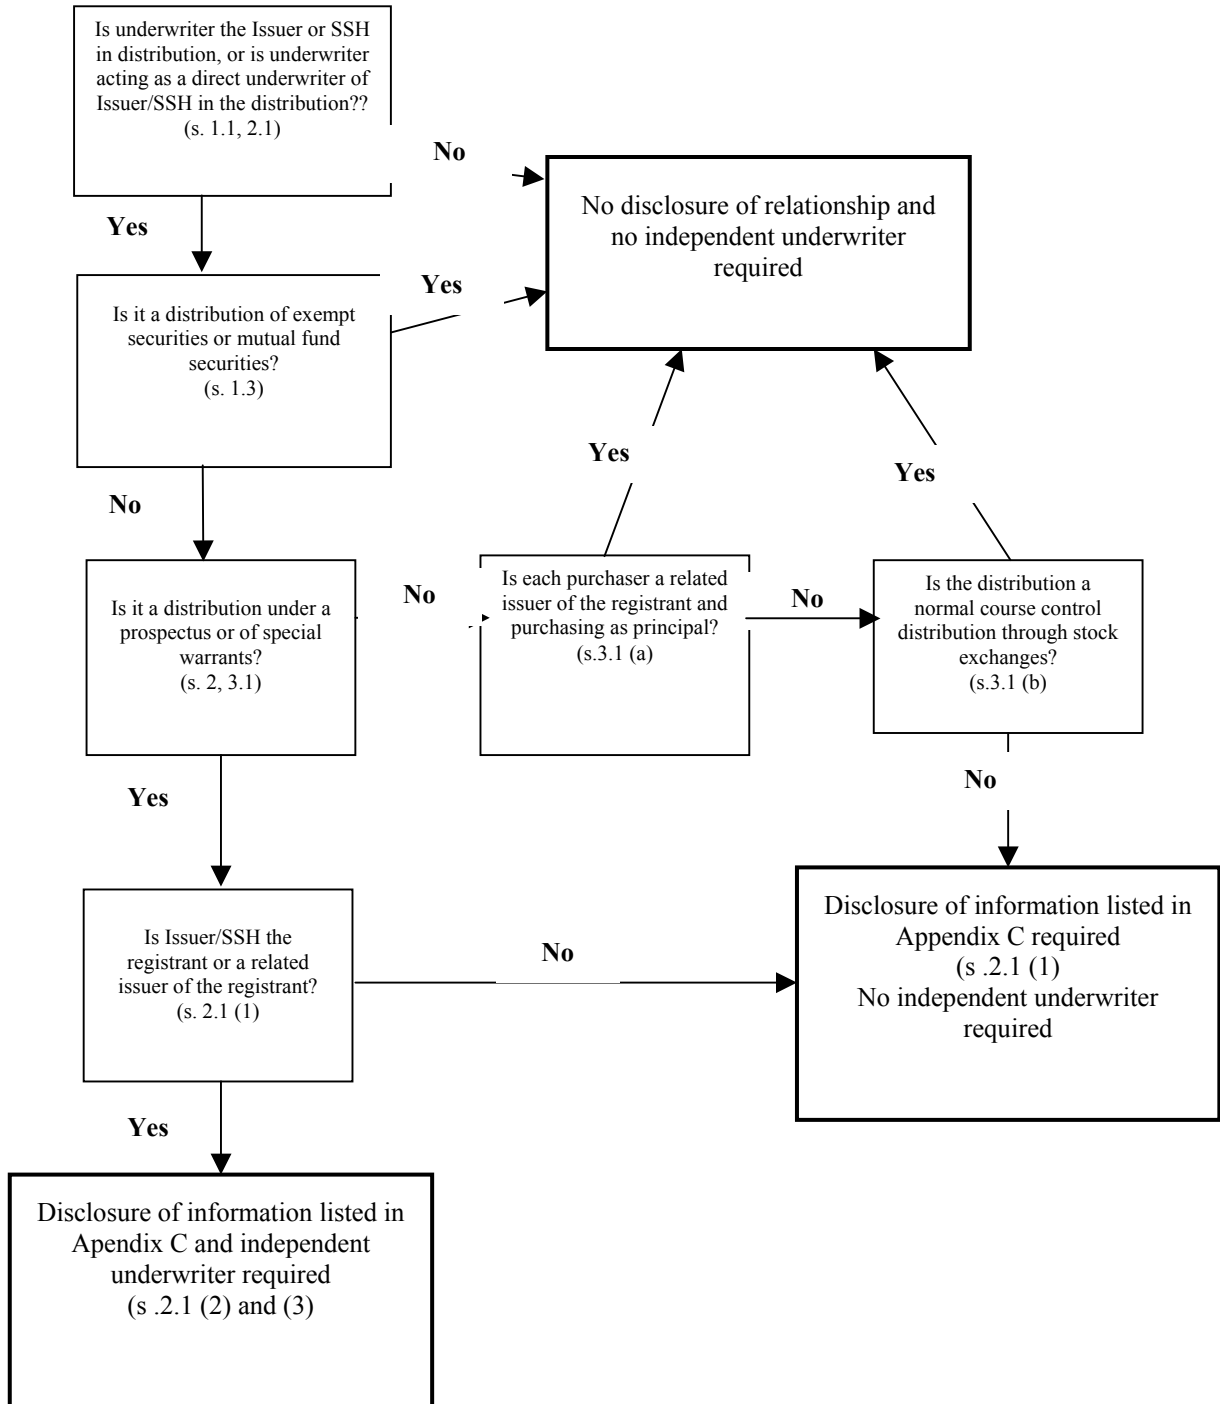 Is underwriter the Issuer or SSH
in distribution, or is underwriter
acting as a direct underwriter of
Issuer/SSH in the distribution??
(s. 1.1, 2.1)
No
No disclosure of relationship and
no independent underwriter
required
Yes
Is it a distribution of exempt
securities or mutual fund
securities?
(s. 1.3)
Yes
Yes
Yes
No
Is it a distribution under a
prospectus or of special
warrants?
(s. 2, 3.1)
No
Is each purchaser a related
issuer of the registrant and
purchasing as principal?
(s.3.1 (a)
No
Is the distribution a
normal course control
distribution through stock
exchanges?
(s.3.1 (b)
Yes
No
Is Issuer/SSH the
registrant or a related
issuer of the registrant?
(s. 2.1 (1)
No
Disclosure of information listed in
Appendix C required
(s .2.1 (1)
No independent underwriter
required
Yes
Disclosure of information listed in
Apendix C and independent
underwriter required
(s .2.1 (2) and (3)